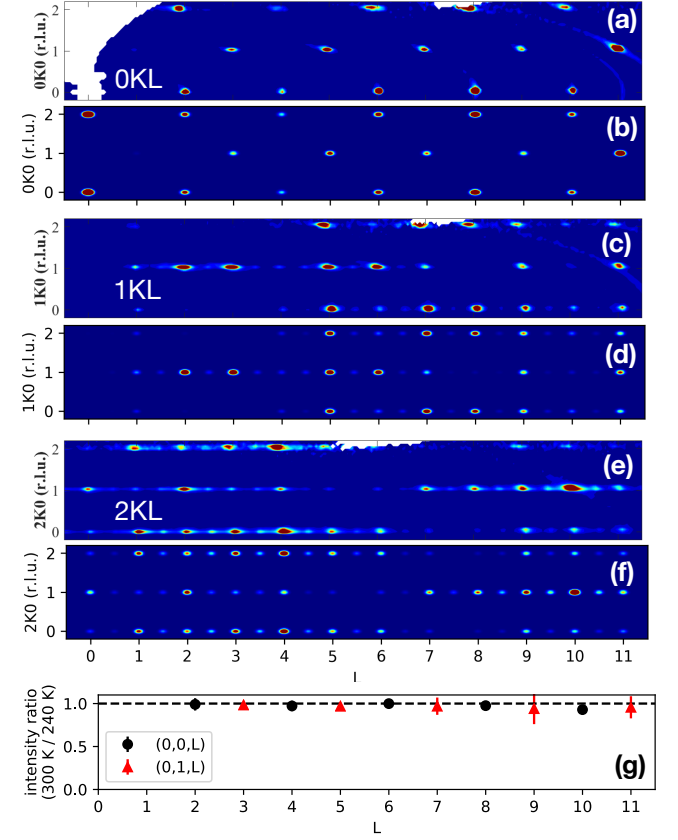 0K0 (r.l.u.)
2
1
0
0KL
(a)
0K0 (r.l.u.)
2
1
0
(b)
1K0 (r.l.u.)
2
1
0
1KL
(c)
1K0 (r.l.u.)
2
1
0
(d)
2K0 (r.l.u.)
2
1
0
2KL
(e)
2K0 (r.l.u.)
2
1
0
(f)
0 1 2 3 4 5 6 7 8 9 10 11
L
intensity ratio
(300 K / 240 K)
1.0
0.5
0.0
(0,0,L)
(0,1,L)
(g)
0 1 2 3 4 5 6 7 8 9 10 11
L